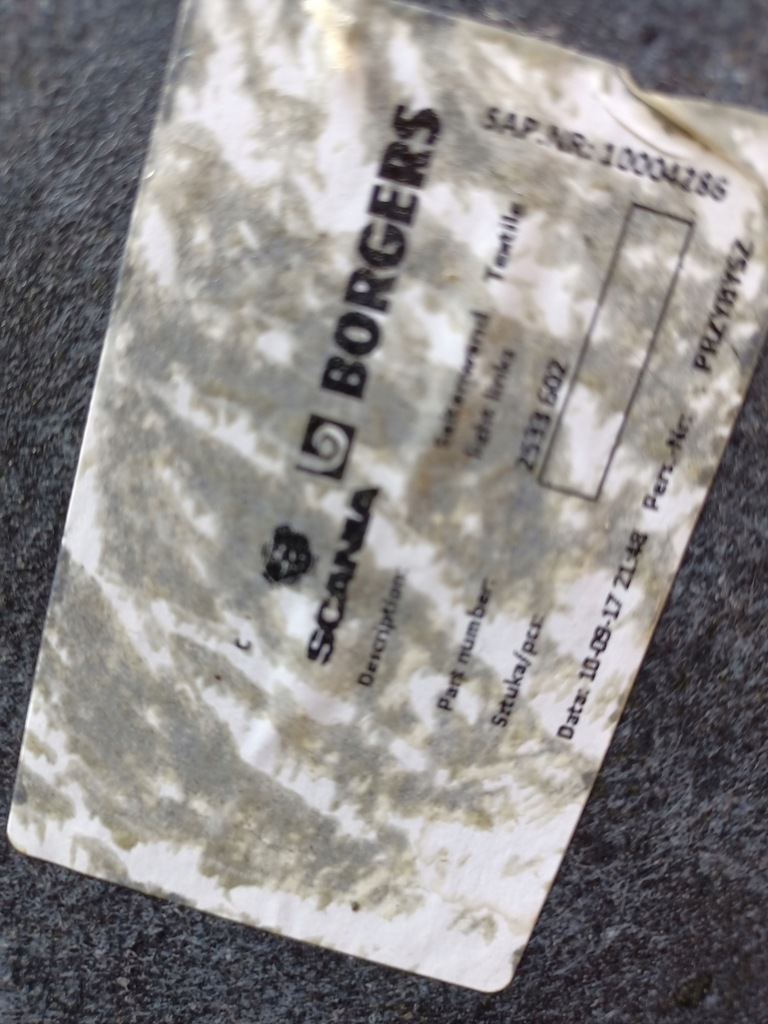 SCANIA BORGERS
SAP.NR: 10004286
Description: Seitenwand Textile
links
Part number: 2533 602
Sztuka/pcs:
Data: 10-09-17 21:48 Pers.-Nr: PRZYBYSZ